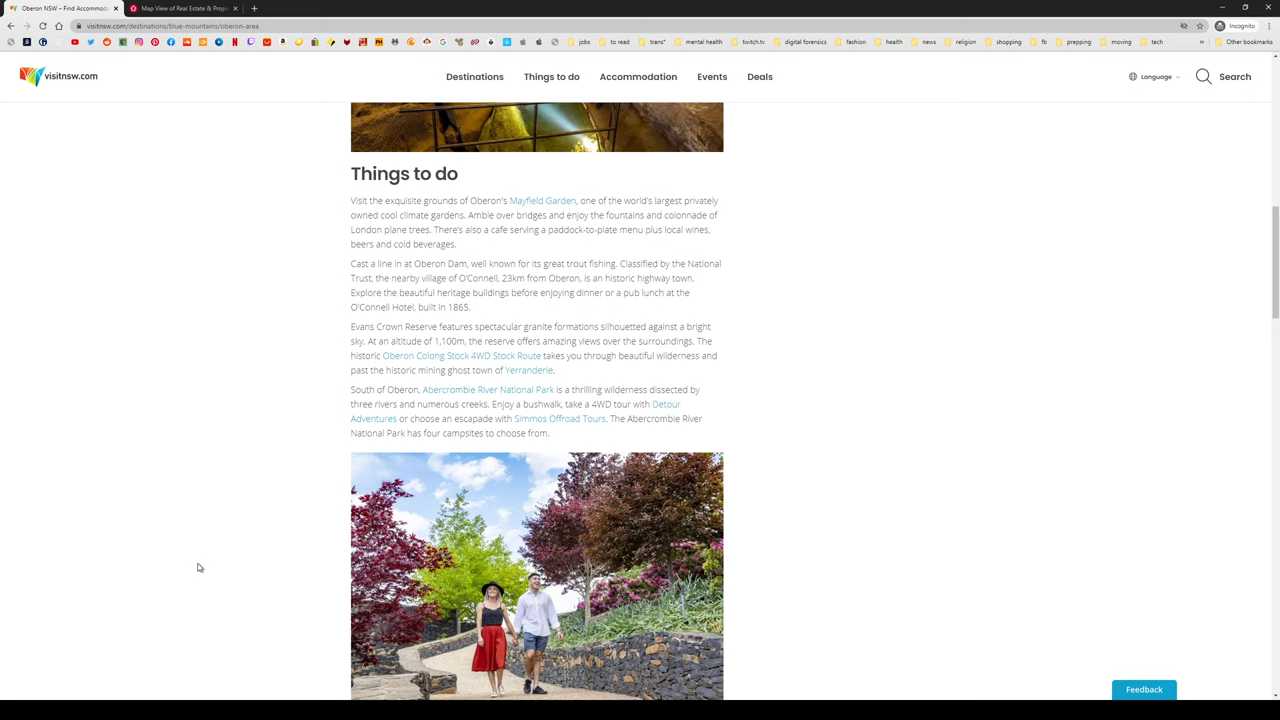 Oberon NSW – Find Accommoda
Map View of Real Estate & Prope
visitnsw.com/destinations/blue-mountains/oberon-area
Incognito
jobs
to read
trans*
mental health
twitch.tv
digital forensics
fashion
health
news
religion
shopping
fb
prepping
moving
tech
Other bookmarks
visitnsw.com
Destinations
Things to do
Accommodation
Events
Deals
Language
Search
Things to do
Visit the exquisite grounds of Oberon's Mayfield Garden, one of the world's largest privately
owned cool climate gardens. Amble over bridges and enjoy the fountains and colonnade of
London plane trees. There's also a cafe serving a paddock-to-plate menu plus local wines,
beers and cold beverages.
Cast a line in at Oberon Dam, well known for its great trout fishing. Classified by the National
Trust, the nearby village of O'Connell, 23km from Oberon, is an historic highway town.
Explore the beautiful heritage buildings before enjoying dinner or a pub lunch at the
O'Connell Hotel, built in 1865.
Evans Crown Reserve features spectacular granite formations silhouetted against a bright
sky. At an altitude of 1,100m, the reserve offers amazing views over the surroundings. The
historic Oberon Colong Stock 4WD Stock Route takes you through beautiful wilderness and
past the historic mining ghost town of Yerranderie.
South of Oberon, Abercrombie River National Park is a thrilling wilderness dissected by
three rivers and numerous creeks. Enjoy a bushwalk, take a 4WD tour with Detour
Adventures or choose an escapade with Simmos Offroad Tours. The Abercrombie River
National Park has four campsites to choose from.
Feedback